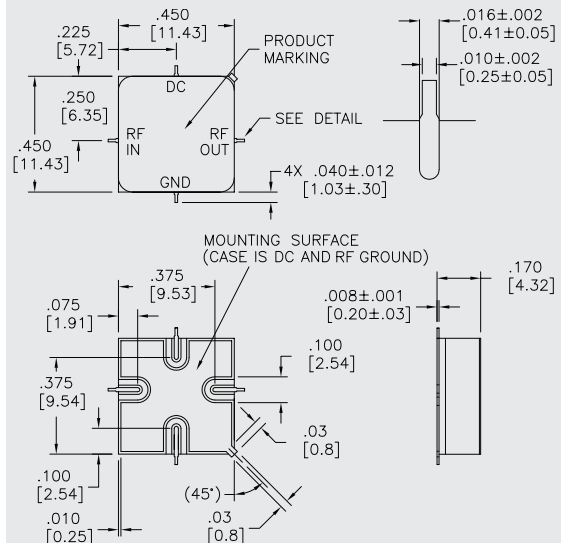 .450
[11.43]
.225
[5.72]
PRODUCT
MARKING
.016±.002
[0.41±0.05]
.010±.002
[0.25±0.05]
DC
.250
[6.35]
RF
IN
RF
OUT
SEE DETAIL
.450
[11.43]
GND
4X .040±.012
[1.03±.30]
MOUNTING SURFACE
(CASE IS DC AND RF GROUND)
.375
[9.53]
.170
[4.32]
.008±.001
[0.20±.03]
.075
[1.91]
.100
[2.54]
.375
[9.54]
.03
[0.8]
.100
[2.54]
(45°)
.010
[0.25]
.03
[0.8]